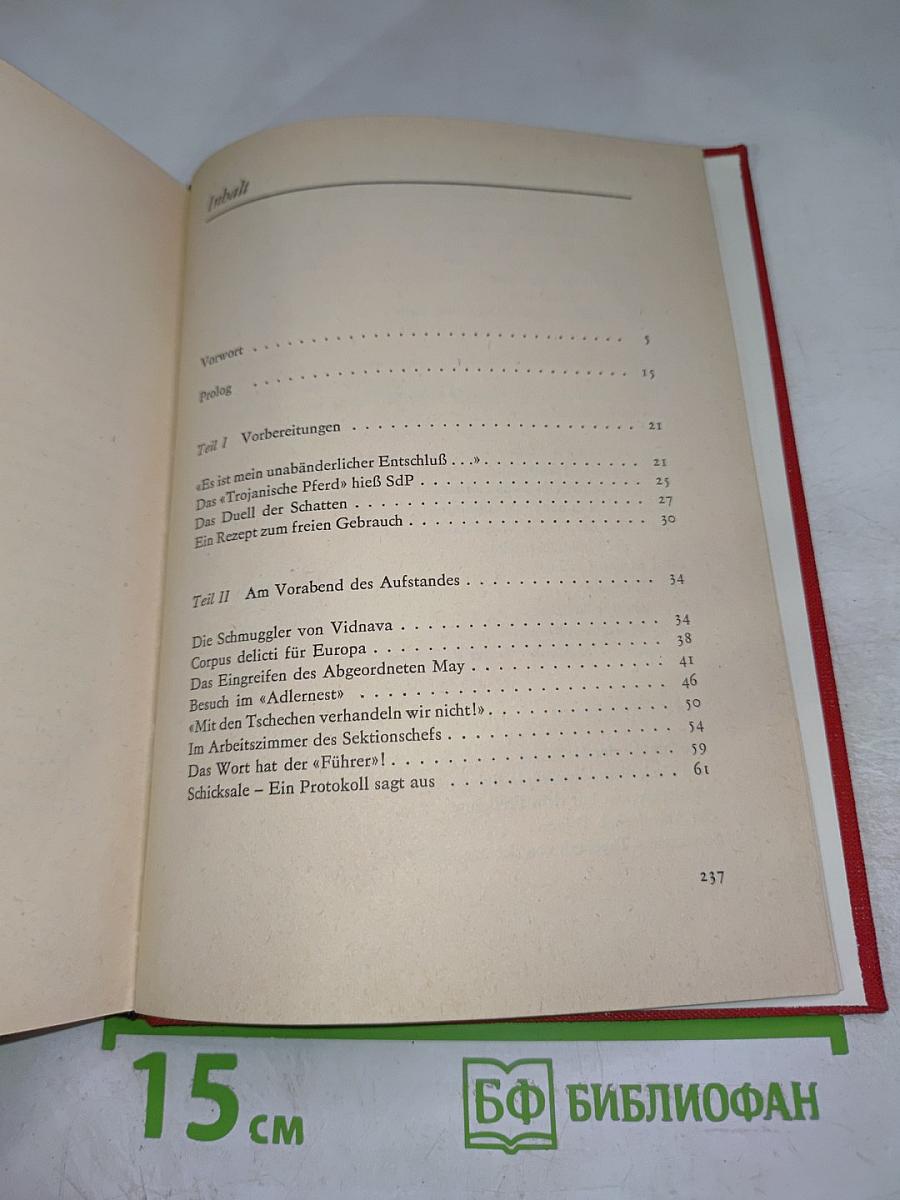 Inhalt
Vorwort . . . . . . . . . . . . . . . . . . . . . . . . . . . . . 5
Prolog . . . . . . . . . . . . . . . . . . . . . . . . . . . . . 15
Teil I Vorbereitungen . . . . . . . . . . . . . . . . . . . . 21
«Es ist mein unabänderlicher Entschluß . . .» . . . . . . . . . . . 21
Das «Trojanische Pferd» hieß SdP . . . . . . . . . . . . . . . 25
Das Duell der Schatten . . . . . . . . . . . . . . . . . . . 27
Ein Rezept zum freien Gebrauch . . . . . . . . . . . . . . . . 30
Teil II Am Vorabend des Aufstandes . . . . . . . . . . . . . . 34
Die Schmuggler von Vidnava . . . . . . . . . . . . . . . . . 34
Corpus delicti für Europa . . . . . . . . . . . . . . . . . . . 38
Das Eingreifen des Abgeordneten May . . . . . . . . . . . . . 41
Besuch im «Adlernest» . . . . . . . . . . . . . . . . . . . 46
«Mit den Tschechen verhandeln wir nicht!» . . . . . . . . . . . . 50
Im Arbeitszimmer des Sektionschefs . . . . . . . . . . . . . . 54
Das Wort hat der «Führer»! . . . . . . . . . . . . . . . . . . 59
Schicksale – Ein Protokoll sagt aus . . . . . . . . . . . . . . . 61
237
15 см
БФ БИБЛИОФАН